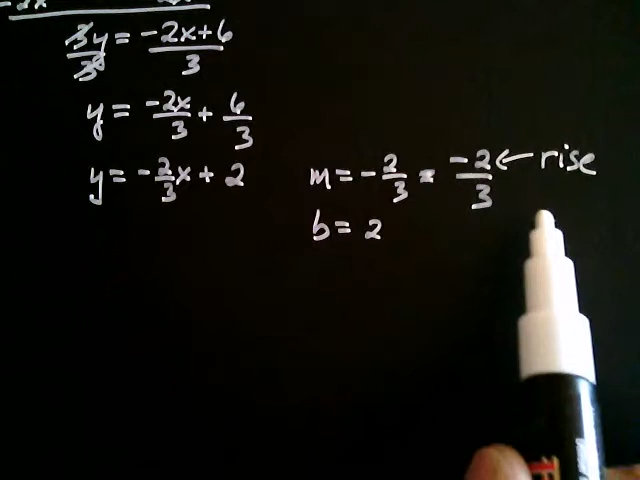 3y/3 = -2x+6/3
y = -2x/3 + 6/3
y = -2/3x + 2
m = -2/3 = -2/3 ← rise
b = 2